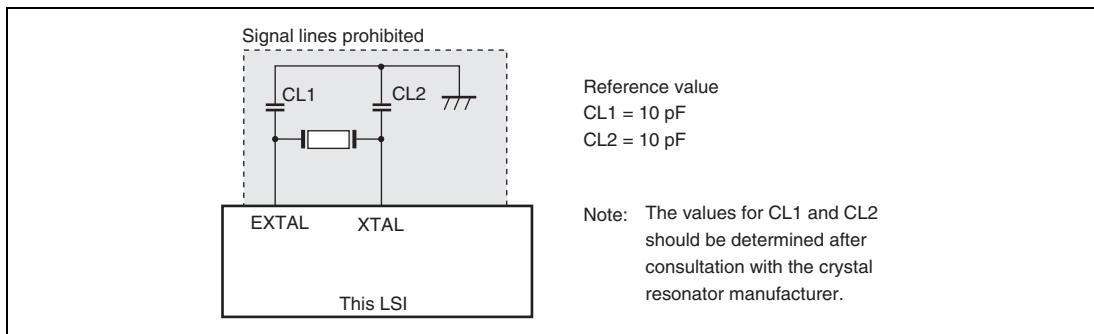 Signal lines prohibited
CL1
CL2
EXTAL
XTAL
This LSI
Reference value
CL1 = 10 pF
CL2 = 10 pF
Note: The values for CL1 and CL2
should be determined after
consultation with the crystal
resonator manufacturer.